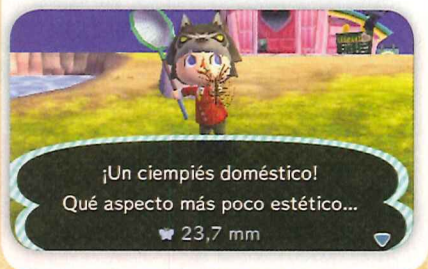 ¡Un ciempiés doméstico!
Qué aspecto más poco estético...
23,7 mm